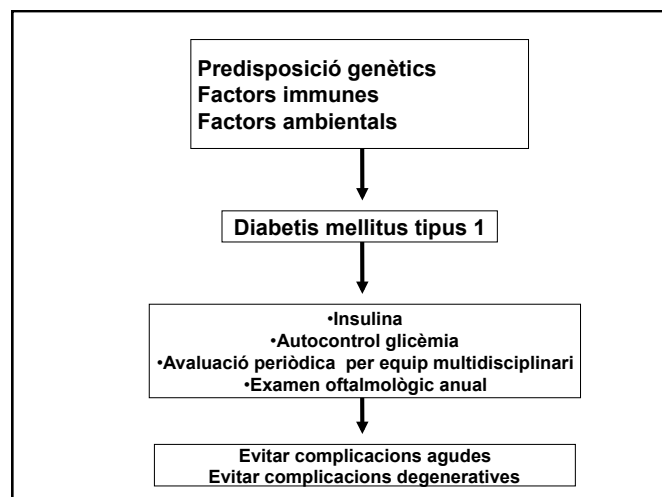 Predisposició genètics
Factors immunes
Factors ambientals
Diabetis mellitus tipus 1
•Insulina
•Autocontrol glicèmia
•Avaluació periòdica per equip multidisciplinari
•Examen oftalmològic anual
Evitar complicacions agudes
Evitar complicacions degeneratives